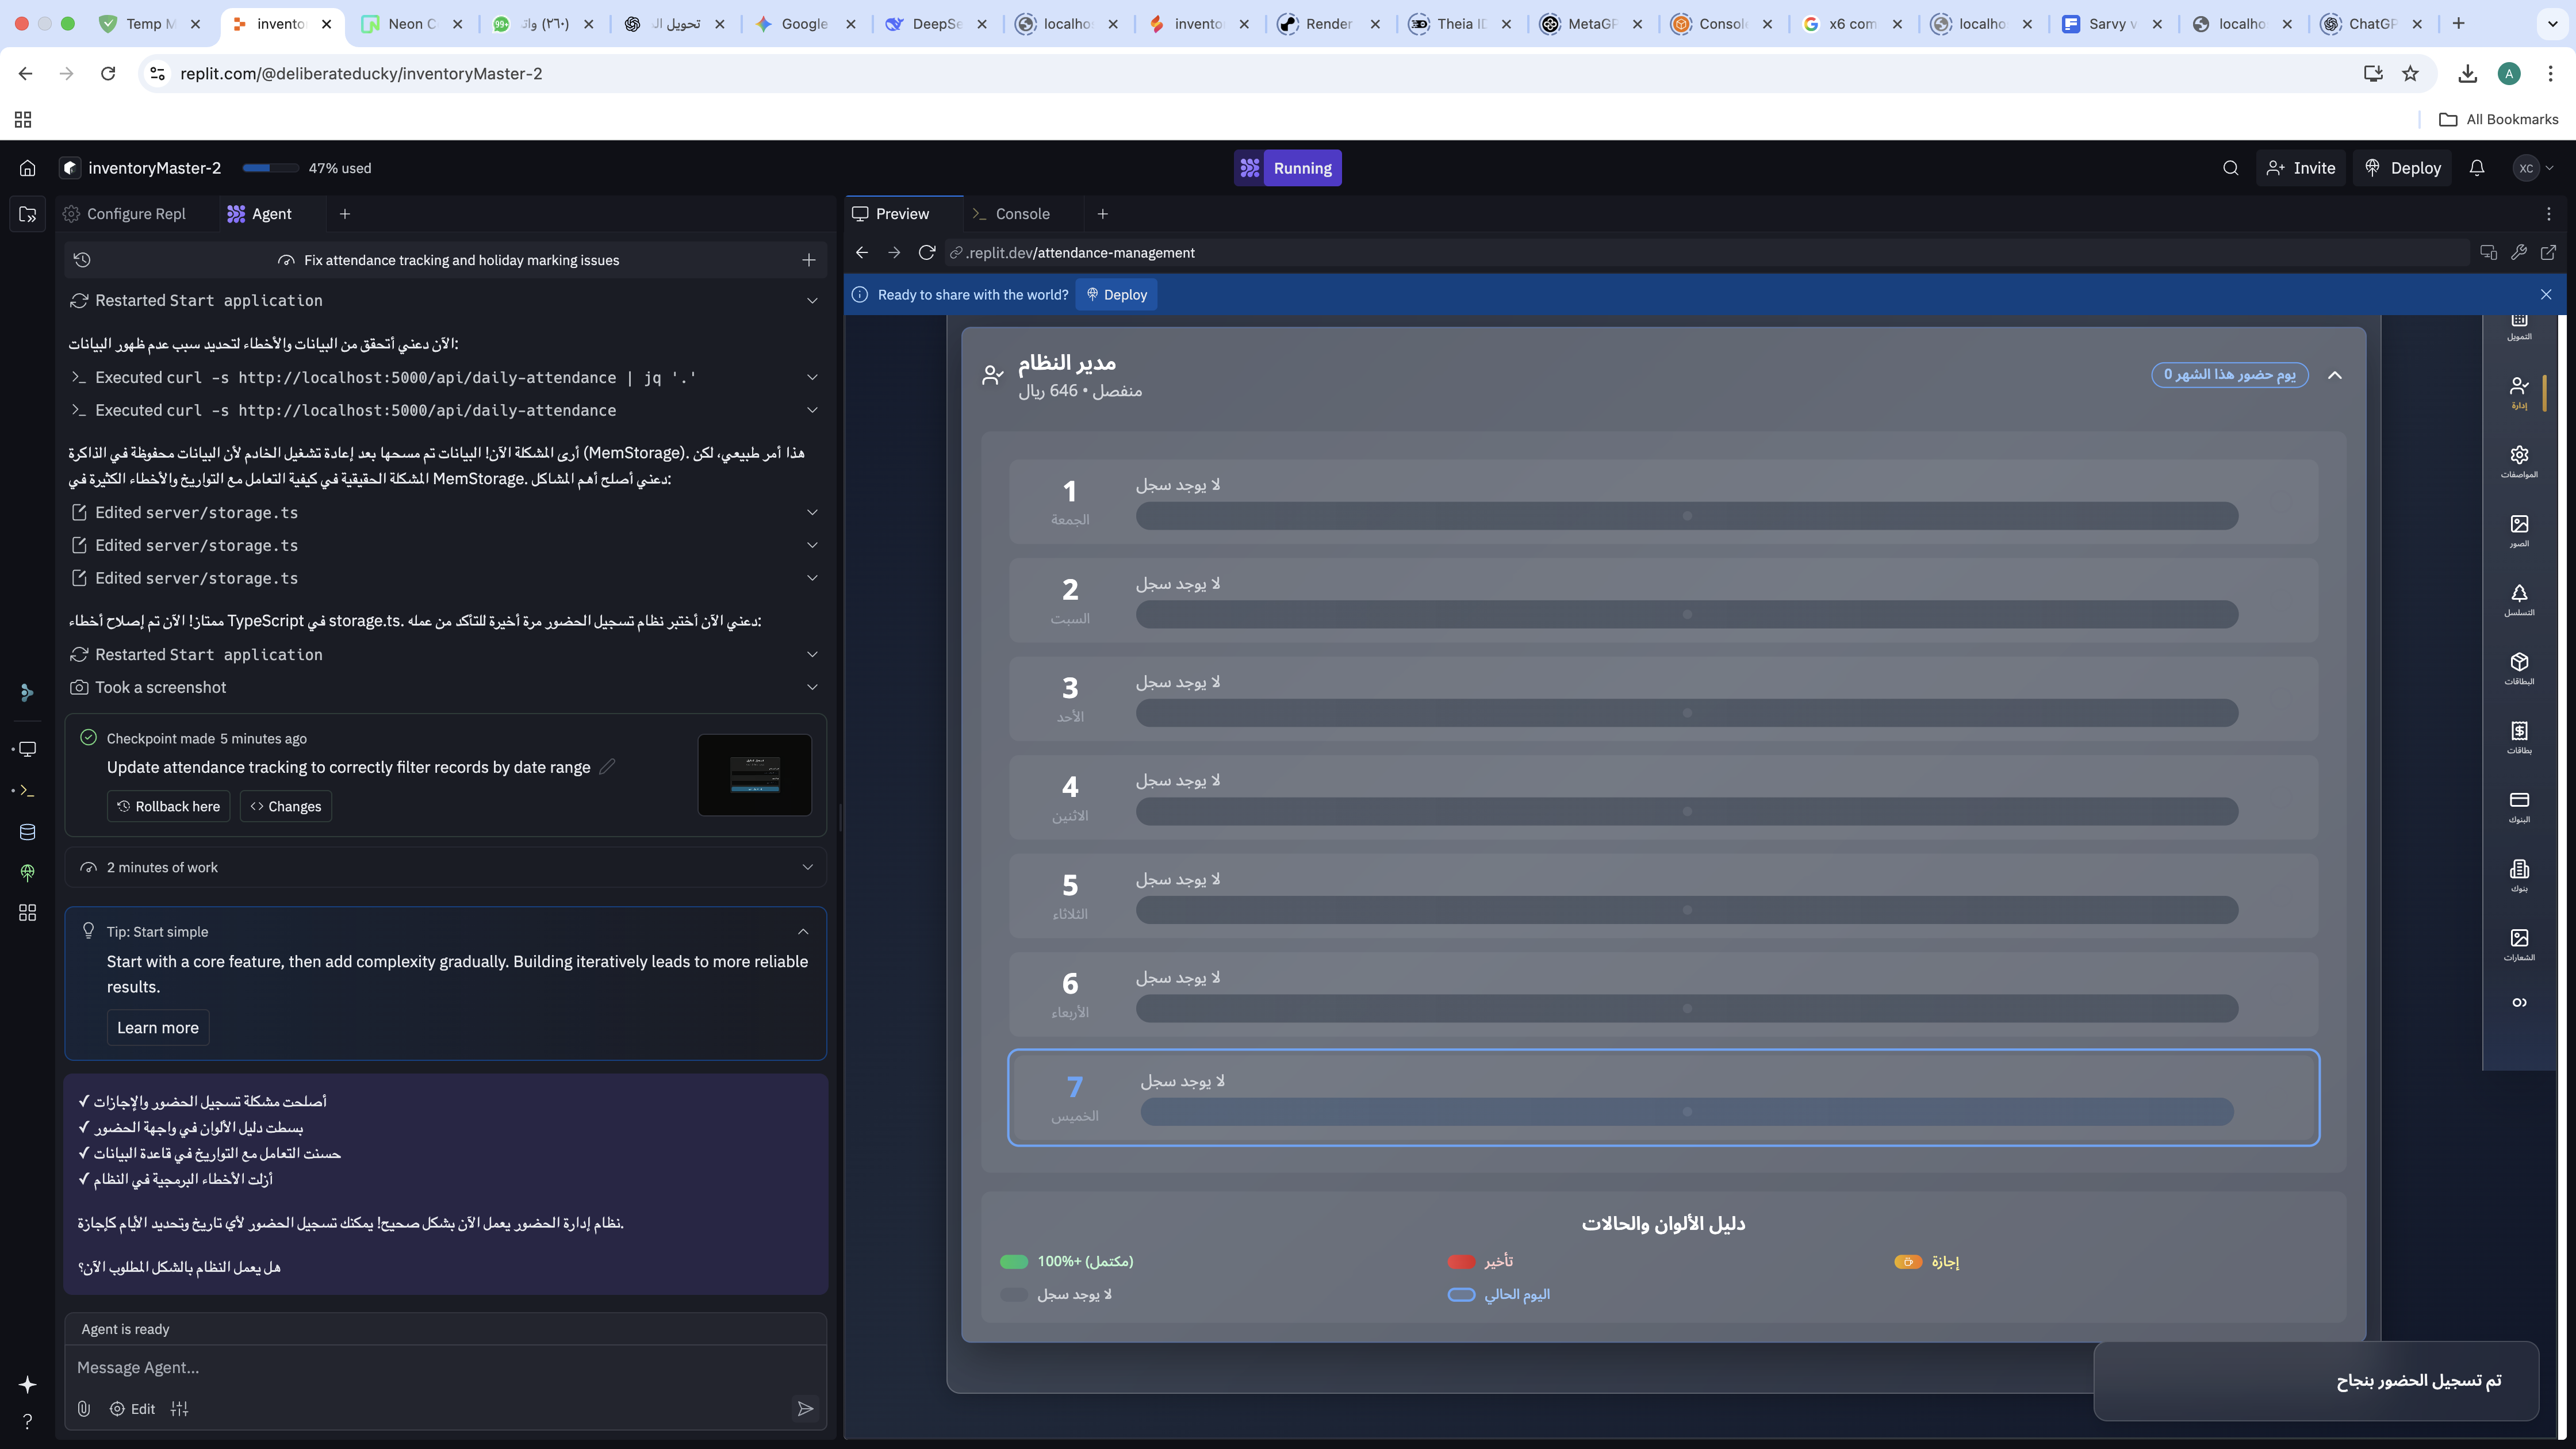 Temp M
invento
Neon C
(٢٦٠) واتـ
تحويل الـ
Google
DeepSe
localho
invento
Render
Theia I
MetaGP
Consol
x6 com
localho
Sarvy v
localho
ChatGP
replit.com/@deliberateducky/inventoryMaster-2
A
All Bookmarks
inventoryMaster-2
47% used
Running
Invite
Deploy
XC
Configure Repl
Agent
Preview
Console
Fix attendance tracking and holiday marking issues
.replit.dev/attendance-management
Ready to share with the world?
Deploy
Restarted Start application
الآن دعني أتحقق من البيانات والأخطاء لتحديد سبب عدم ظهور البيانات:
Executed curl -s http://localhost:5000/api/daily-attendance | jq '.'
Executed curl -s http://localhost:5000/api/daily-attendance
أرى المشكلة الآن! البيانات تم مسحها بعد إعادة تشغيل الخادم لأن البيانات محفوظة في الذاكرة (MemStorage). هذا أمر طبيعي، لكن
المشكلة الحقيقية في كيفية التعامل مع التواريخ والأخطاء الكثيرة في MemStorage. دعني أصلح أهم المشاكل:
Edited server/storage.ts
Edited server/storage.ts
Edited server/storage.ts
ممتاز! الآن تم إصلاح أخطاء TypeScript في storage.ts. دعني الآن أختبر نظام تسجيل الحضور مرة أخيرة للتأكد من عمله:
Restarted Start application
Took a screenshot
Checkpoint made 5 minutes ago
Update attendance tracking to correctly filter records by date range
Rollback here
Changes
2 minutes of work
Tip: Start simple
Start with a core feature, then add complexity gradually. Building iteratively leads to more reliable
results.
Learn more
✓ أصلحت مشكلة تسجيل الحضور والإجازات
✓ بسطت دليل الألوان في واجهة الحضور
✓ حسنت التعامل مع التواريخ في قاعدة البيانات
✓ أزلت الأخطاء البرمجية في النظام
نظام إدارة الحضور يعمل الآن بشكل صحيح! يمكنك تسجيل الحضور لأي تاريخ وتحديد الأيام كإجازة.
هل يعمل النظام بالشكل المطلوب الآن؟
Agent is ready
Message Agent...
Edit
مدير النظام
منفصل • 646 ريال
يوم حضور هذا الشهر 0
1
الجمعة
لا يوجد سجل
2
السبت
لا يوجد سجل
3
الأحد
لا يوجد سجل
4
الاثنين
لا يوجد سجل
5
الثلاثاء
لا يوجد سجل
6
الأربعاء
لا يوجد سجل
7
الخميس
لا يوجد سجل
دليل الألوان والحالات
100%+ (مكتمل)
تأخير
إجازة
لا يوجد سجل
اليوم الحالي
تم تسجيل الحضور بنجاح
التمويل
إدارة
المواصفات
الصور
التسلسل
البطاقات
بطاقات
البنوك
بنوك
الشعارات